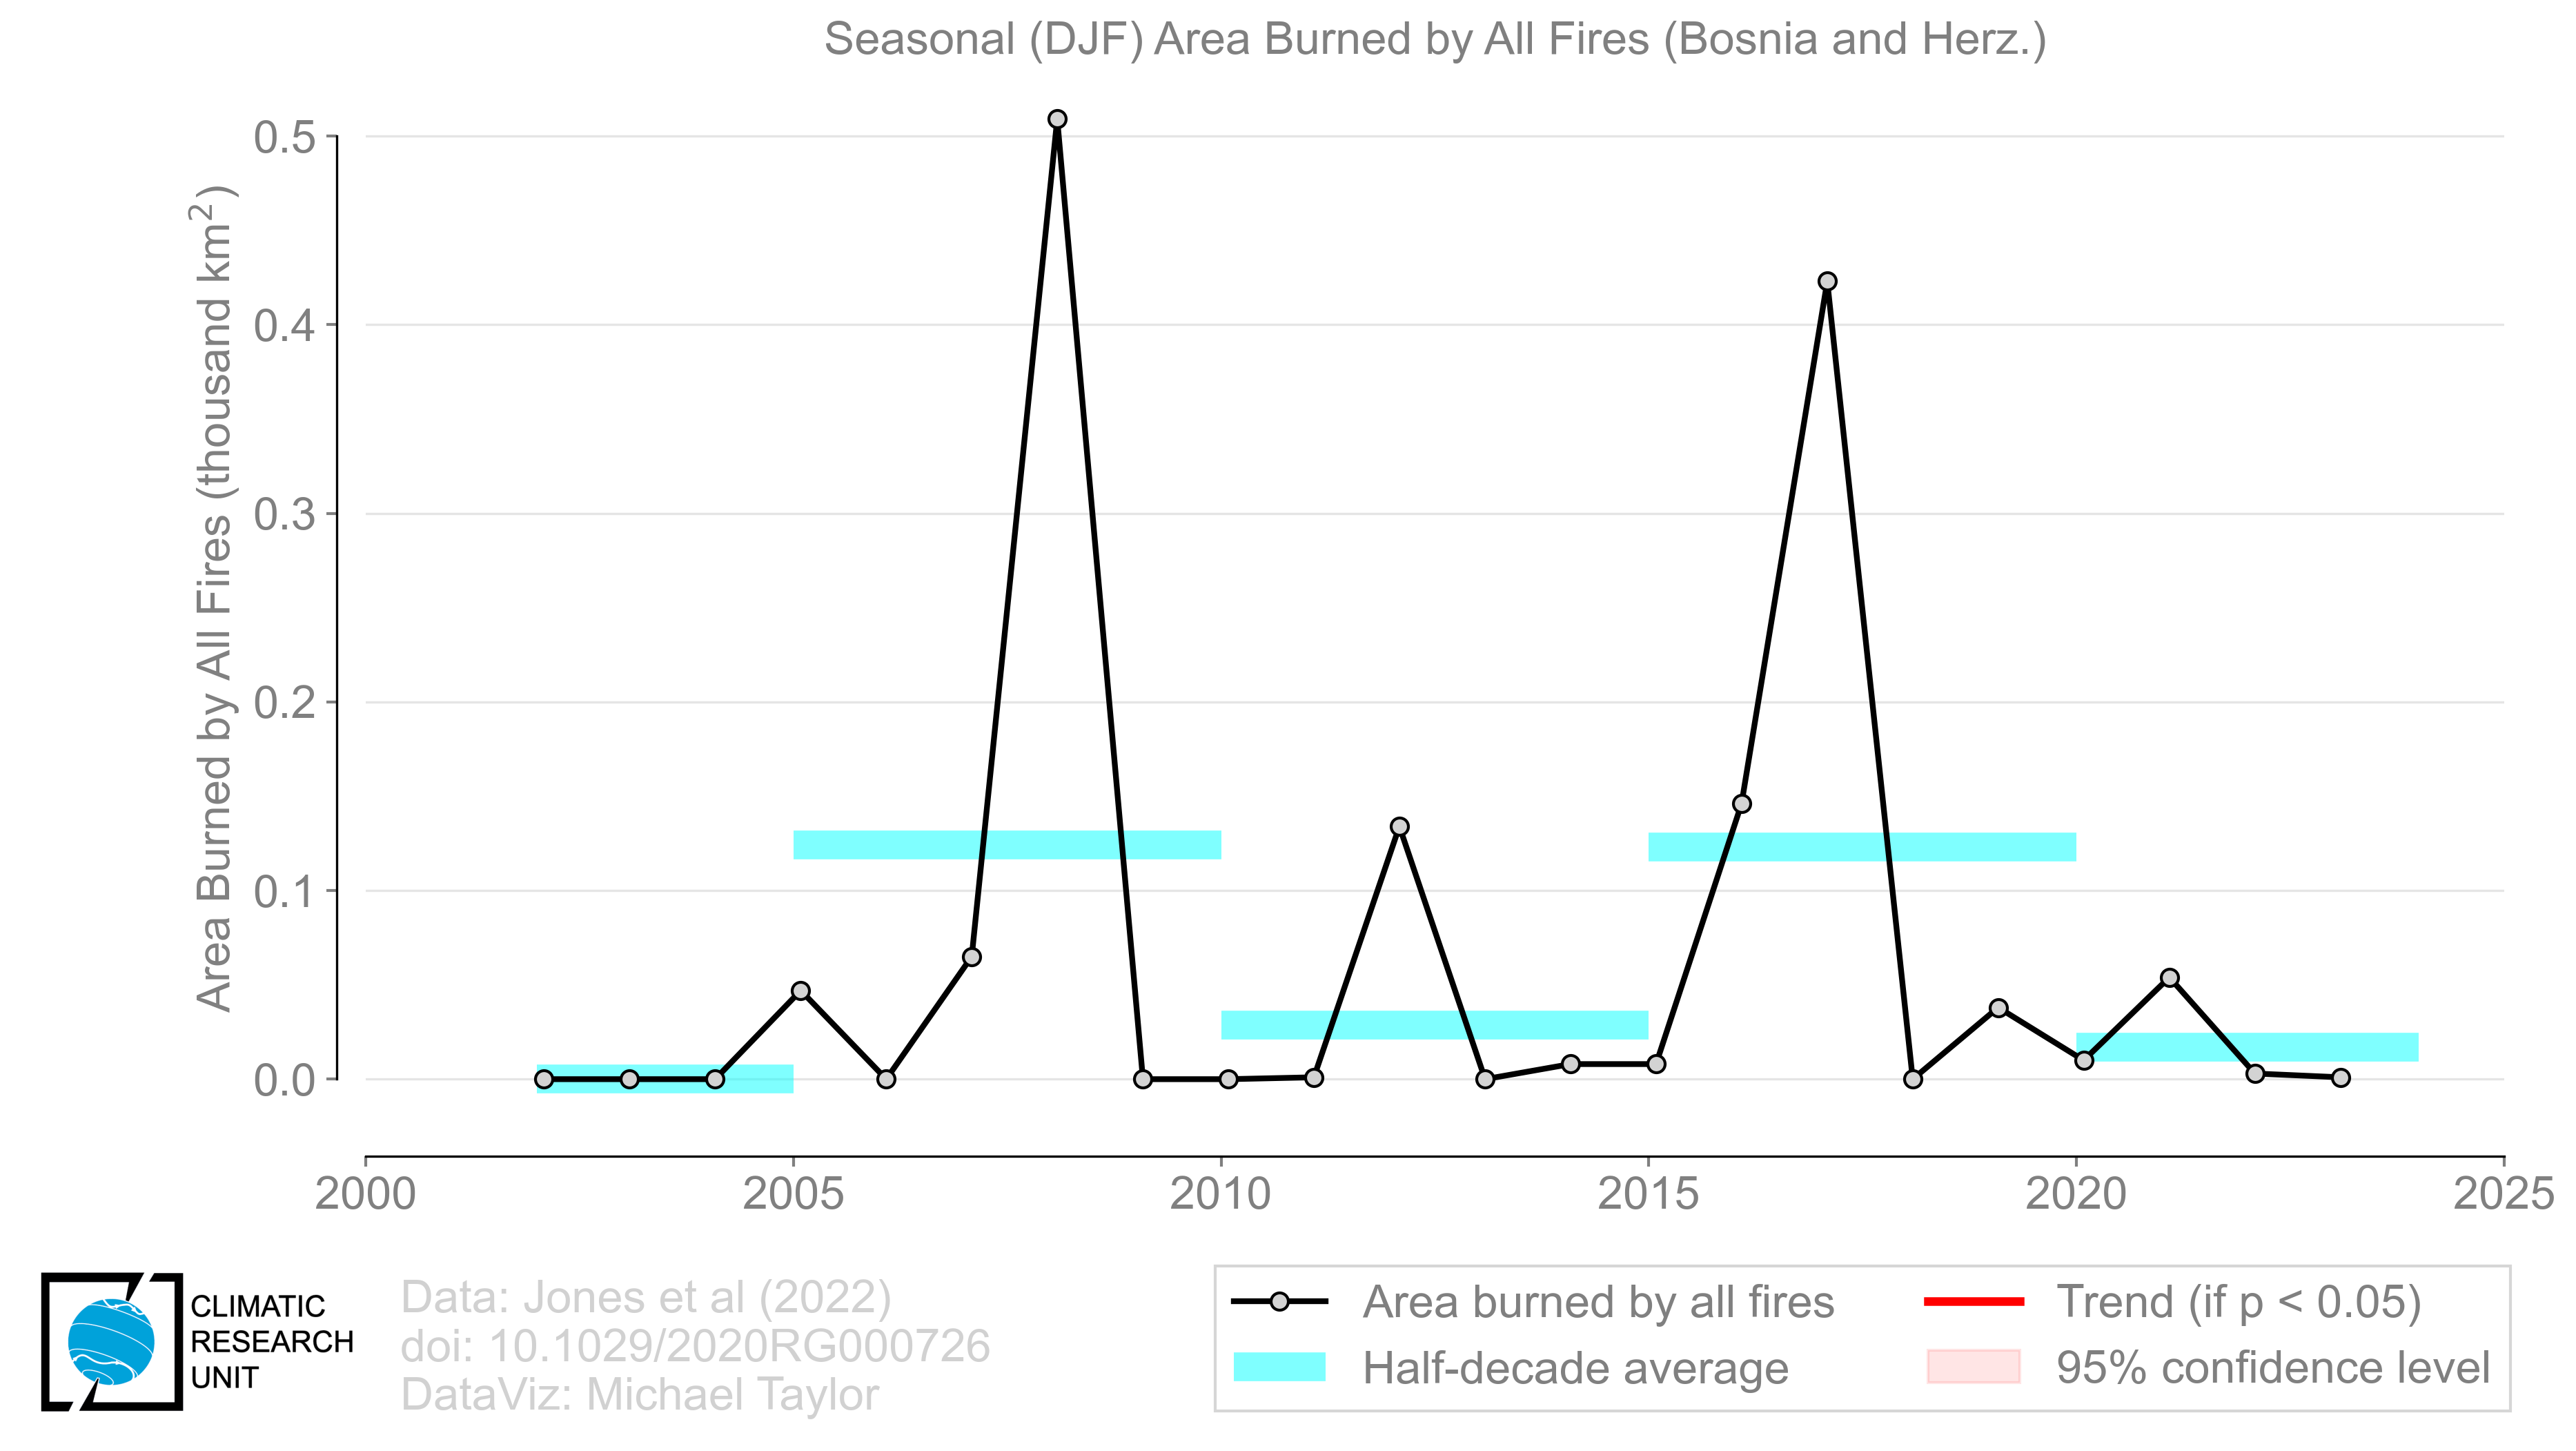 Seasonal (DJF) Area Burned by All Fires (Bosnia and Herz.)
Area Burned by All Fires (thousand km²)
0.5
0.4
0.3
0.2
0.1
0.0
2000
2005
2010
2015
2020
2025
CLIMATIC
RESEARCH
UNIT
Data: Jones et al (2022)
doi: 10.1029/2020RG000726
DataViz: Michael Taylor
Area burned by all fires
Half-decade average
Trend (if p < 0.05)
95% confidence level